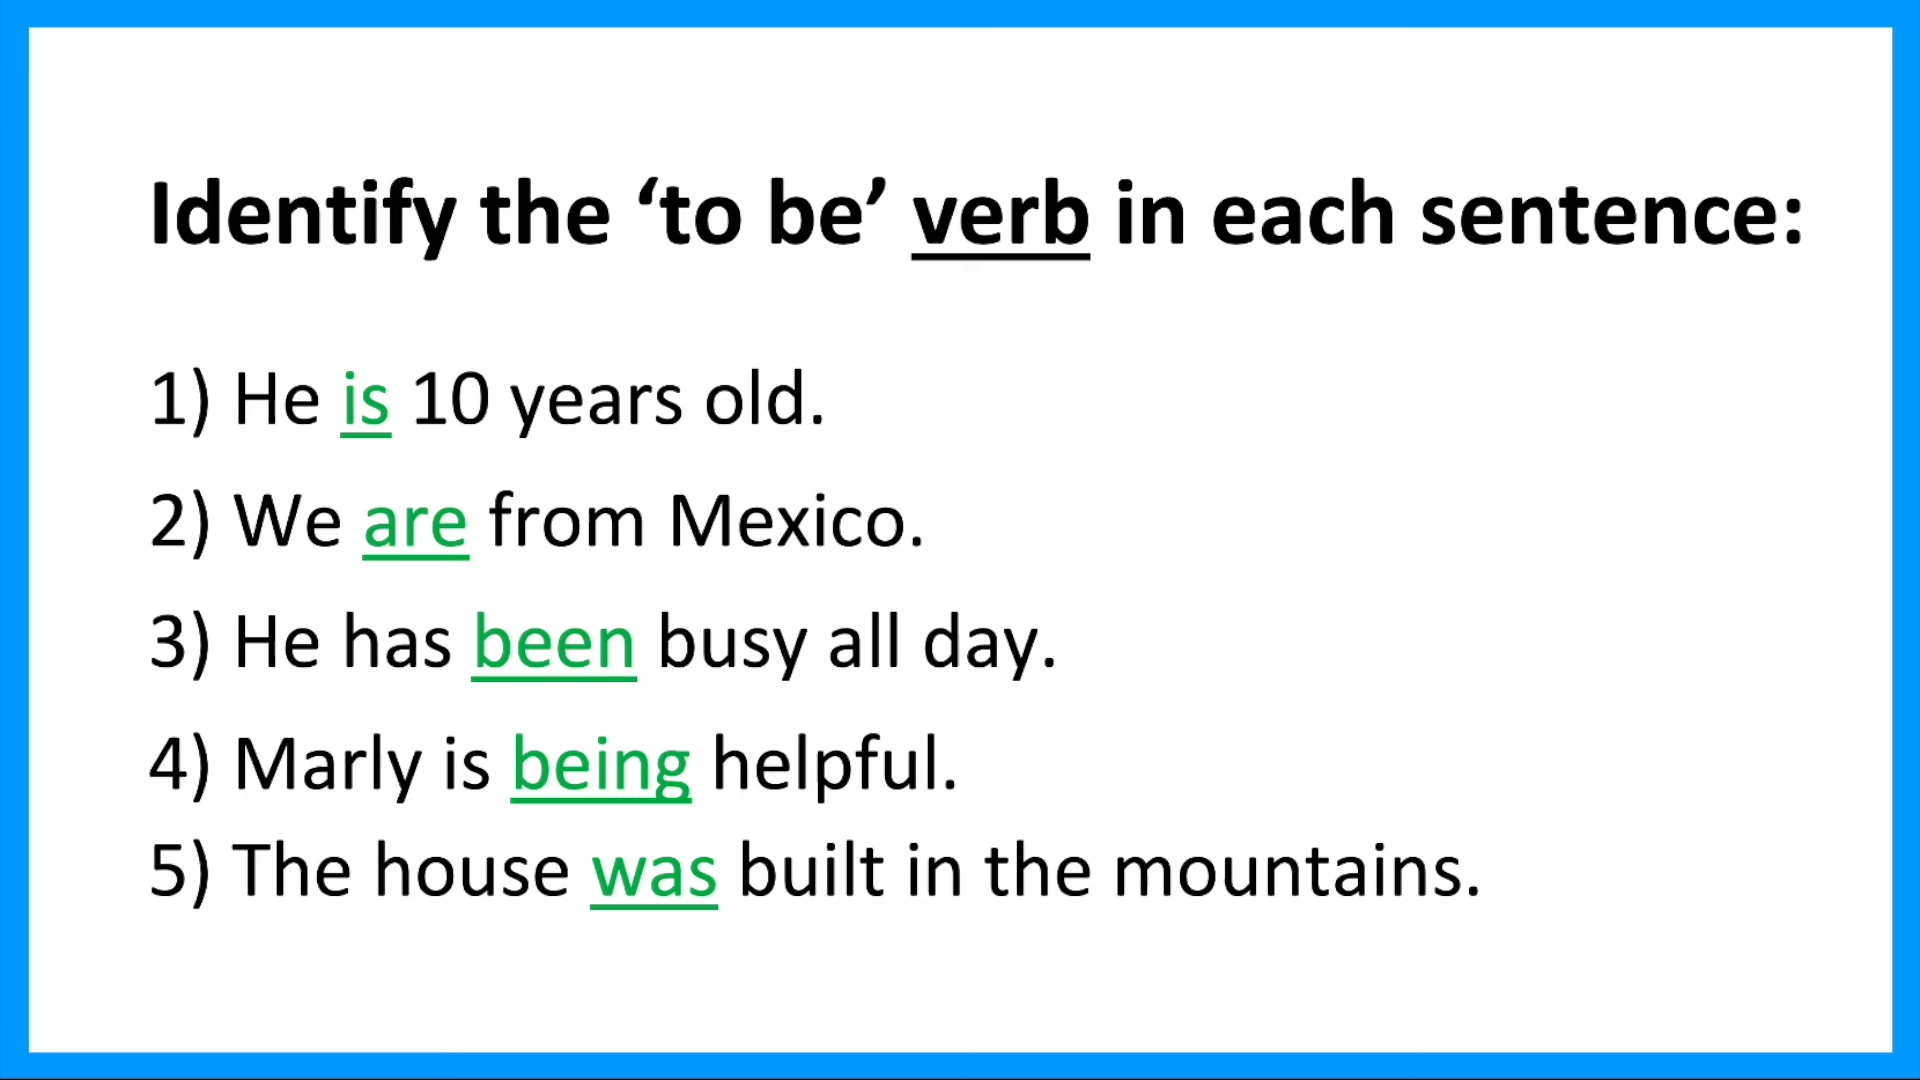 Identify the ‘to be’ verb in each sentence:
1) He is 10 years old.
2) We are from Mexico.
3) He has been busy all day.
4) Marly is being helpful.
5) The house was built in the mountains.